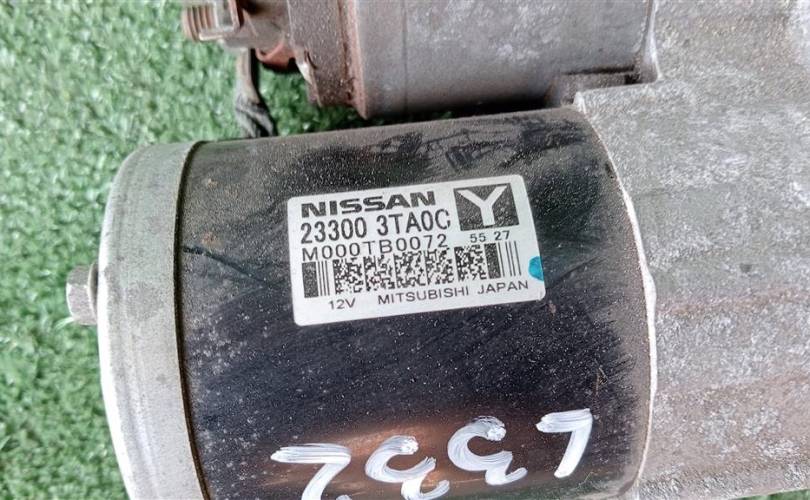 NISSAN Y
23300 3TA0C
M000TB0072 55 27
12V MITSUBISHI JAPAN